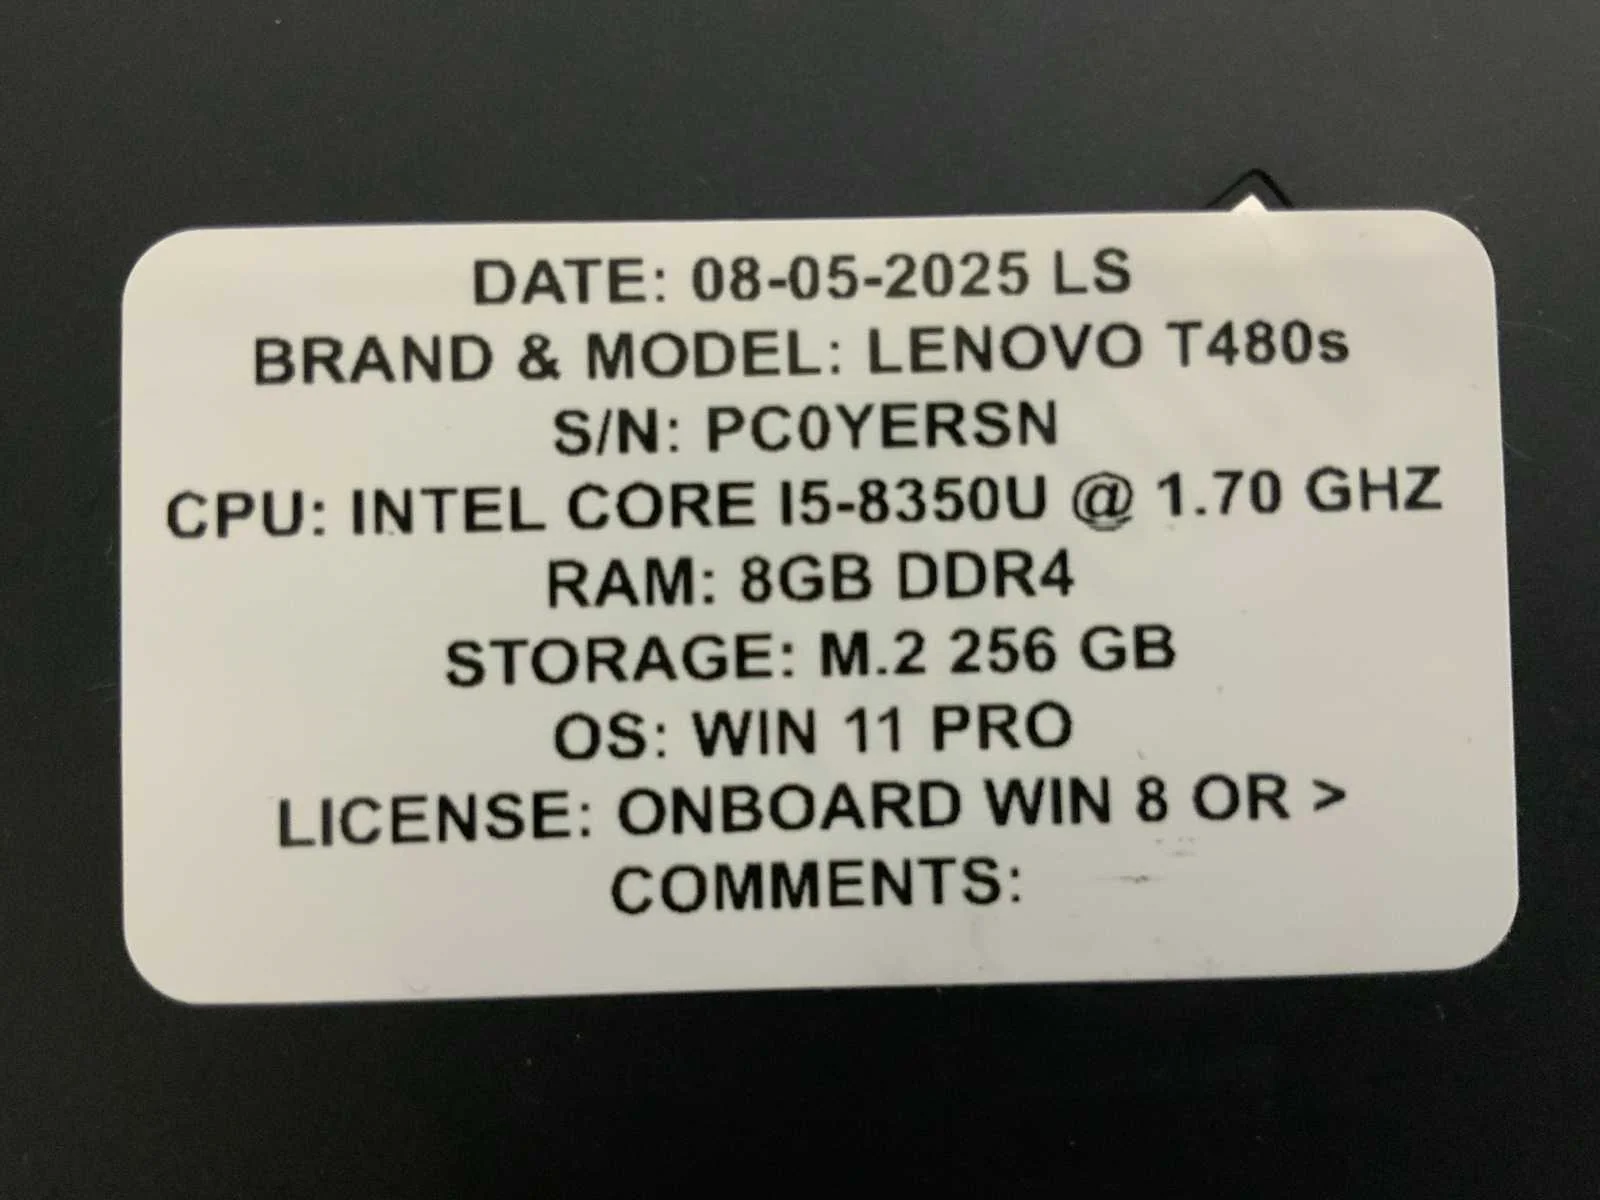 DATE: 08-05-2025 LS
BRAND & MODEL: LENOVO T480s
S/N: PC0YERSN
CPU: INTEL CORE I5-8350U @ 1.70 GHZ
RAM: 8GB DDR4
STORAGE: M.2 256 GB
OS: WIN 11 PRO
LICENSE: ONBOARD WIN 8 OR >
COMMENTS: